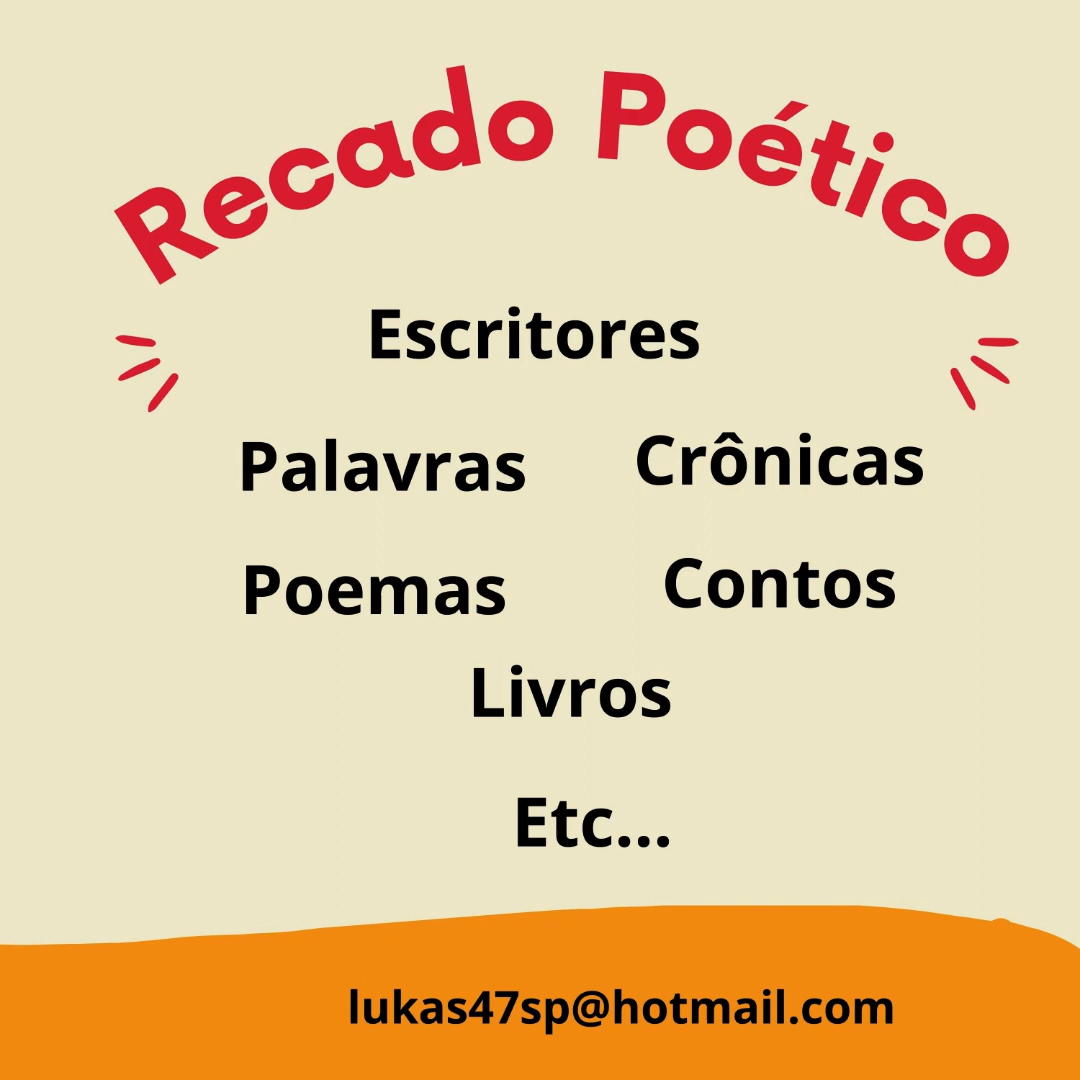 Recado Poético
Escritores
Palavras Crônicas
Poemas Contos
Livros
Etc...
lukas47sp@hotmail.com